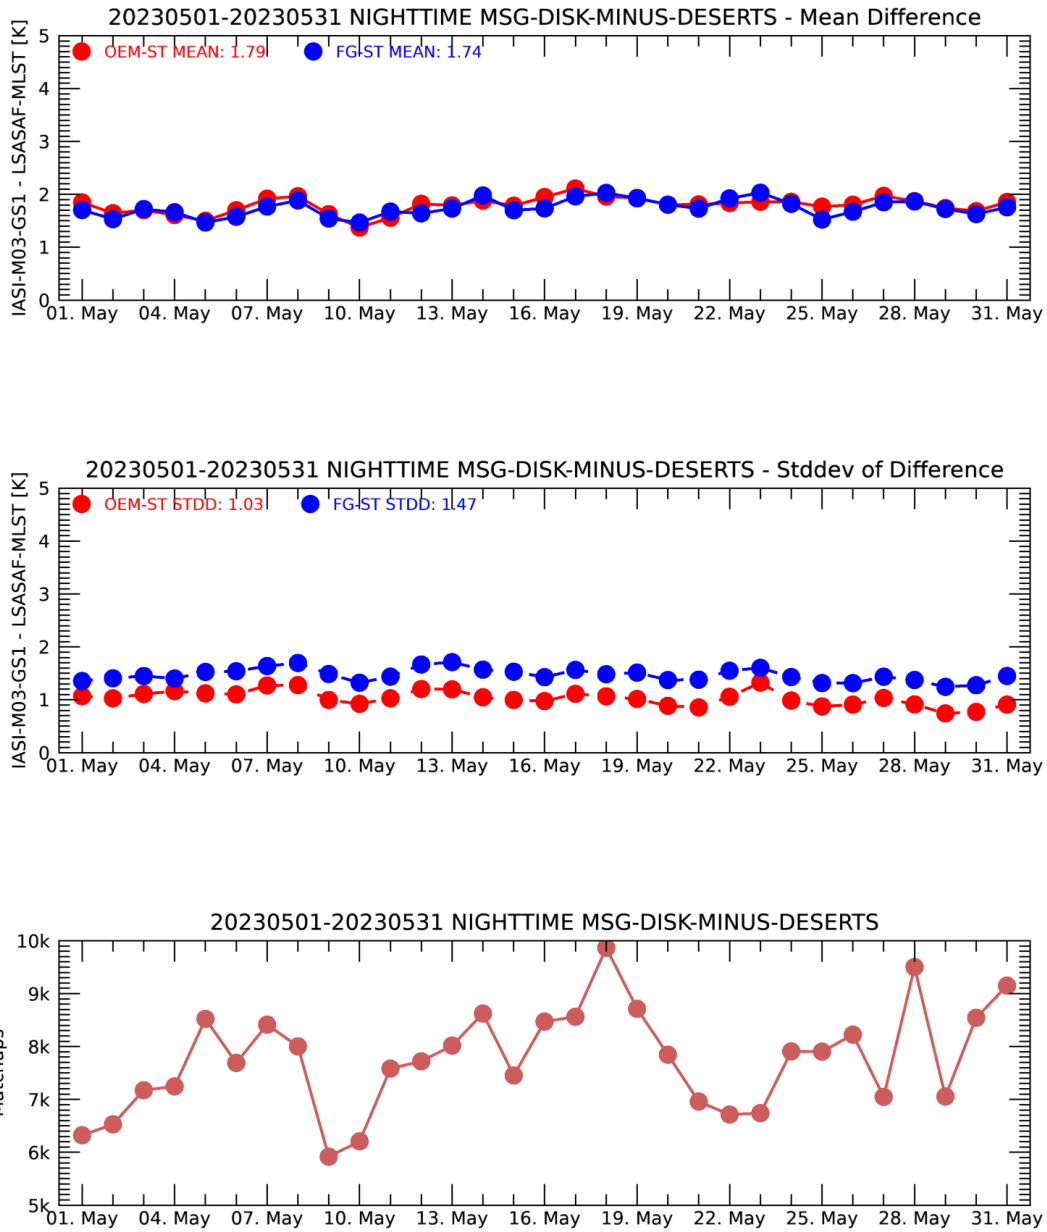 20230501-20230531 NIGHTTIME MSG-DISK-MINUS-DESERTS - Mean Difference
IASI-M03-GS1 - LSASAF-MLST [K]
OEM-ST MEAN: 1.79 FG-ST MEAN: 1.74
5
4
3
2
1
0
01. May 04. May 07. May 10. May 13. May 16. May 19. May 22. May 25. May 28. May 31. May
20230501-20230531 NIGHTTIME MSG-DISK-MINUS-DESERTS - Stddev of Difference
IASI-M03-GS1 - LSASAF-MLST [K]
OEM-ST STDD: 1.03 FG-ST STDD: 1.47
5
4
3
2
1
0
01. May 04. May 07. May 10. May 13. May 16. May 19. May 22. May 25. May 28. May 31. May
20230501-20230531 NIGHTTIME MSG-DISK-MINUS-DESERTS
Matchups
10k
9k
8k
7k
6k
5k
01. May 04. May 07. May 10. May 13. May 16. May 19. May 22. May 25. May 28. May 31. May